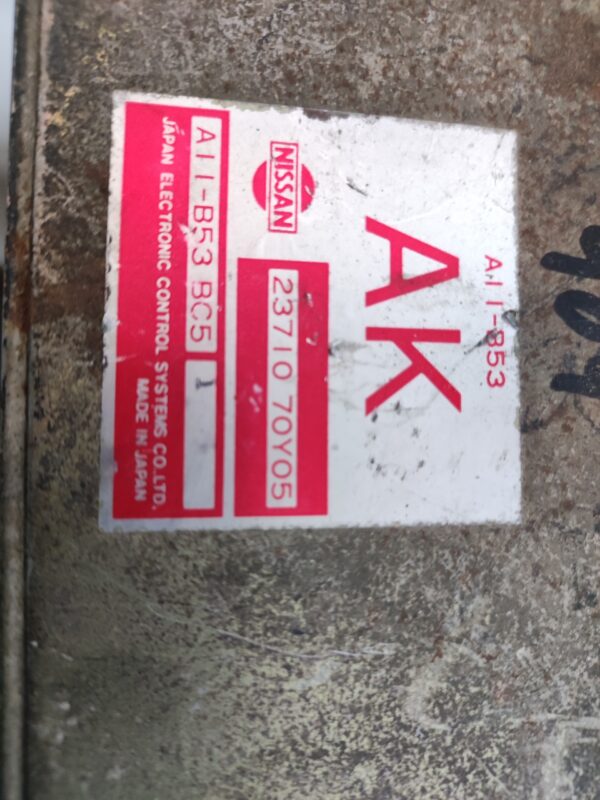 A11-B53
AK
NISSAN
23710 70Y05
A11-B53 BC5 1
JAPAN ELECTRONIC CONTROL SYSTEMS CO.,LTD.
MADE IN JAPAN